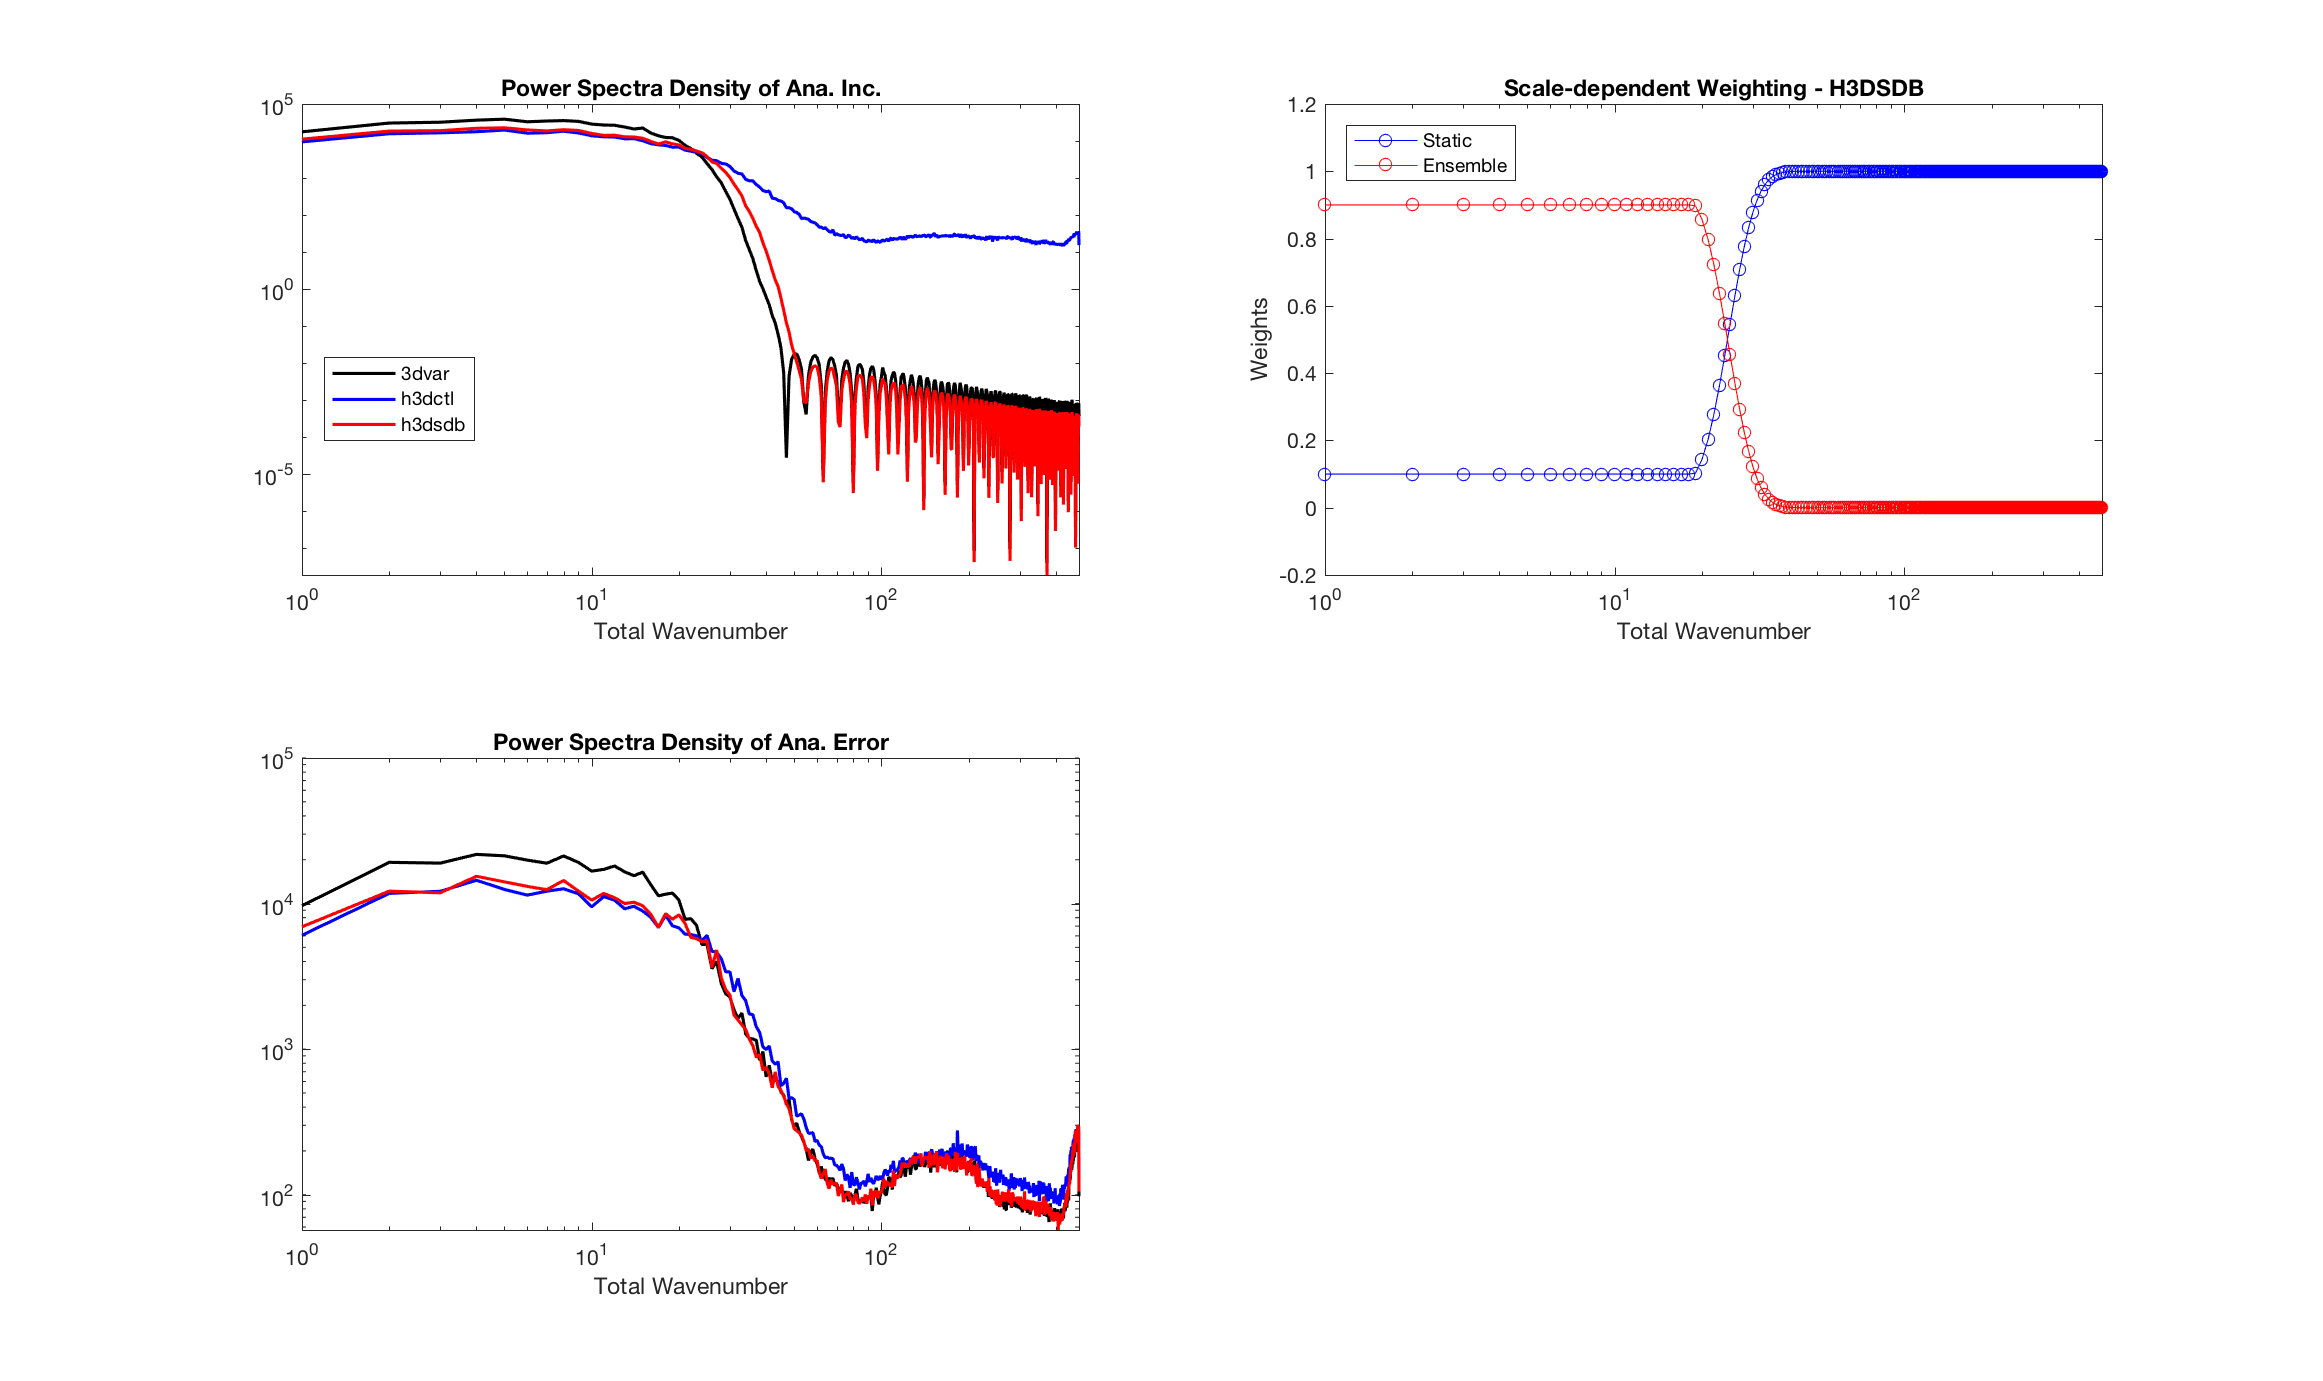 Power Spectra Density of Ana. Inc.
10^5
10^0
10^-5
3dvar
h3dctl
h3dsdb
10^0 10^1 10^2
Total Wavenumber
Scale-dependent Weighting - H3DSDB
Weights
1.2
1
0.8
0.6
0.4
0.2
0
-0.2
Static
Ensemble
10^0 10^1 10^2
Total Wavenumber
Power Spectra Density of Ana. Error
10^5
10^4
10^3
10^2
10^0 10^1 10^2
Total Wavenumber